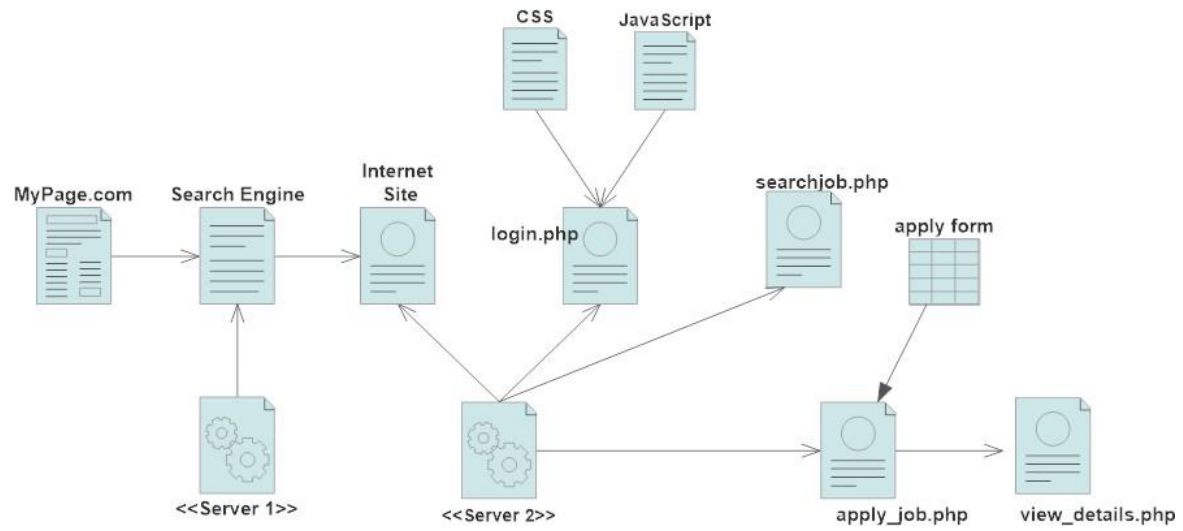 CSS
JavaScript
MyPage.com
Search Engine
Internet
Site
login.php
searchjob.php
apply form
<<Server 1>>
<<Server 2>>
apply_job.php
view_details.php